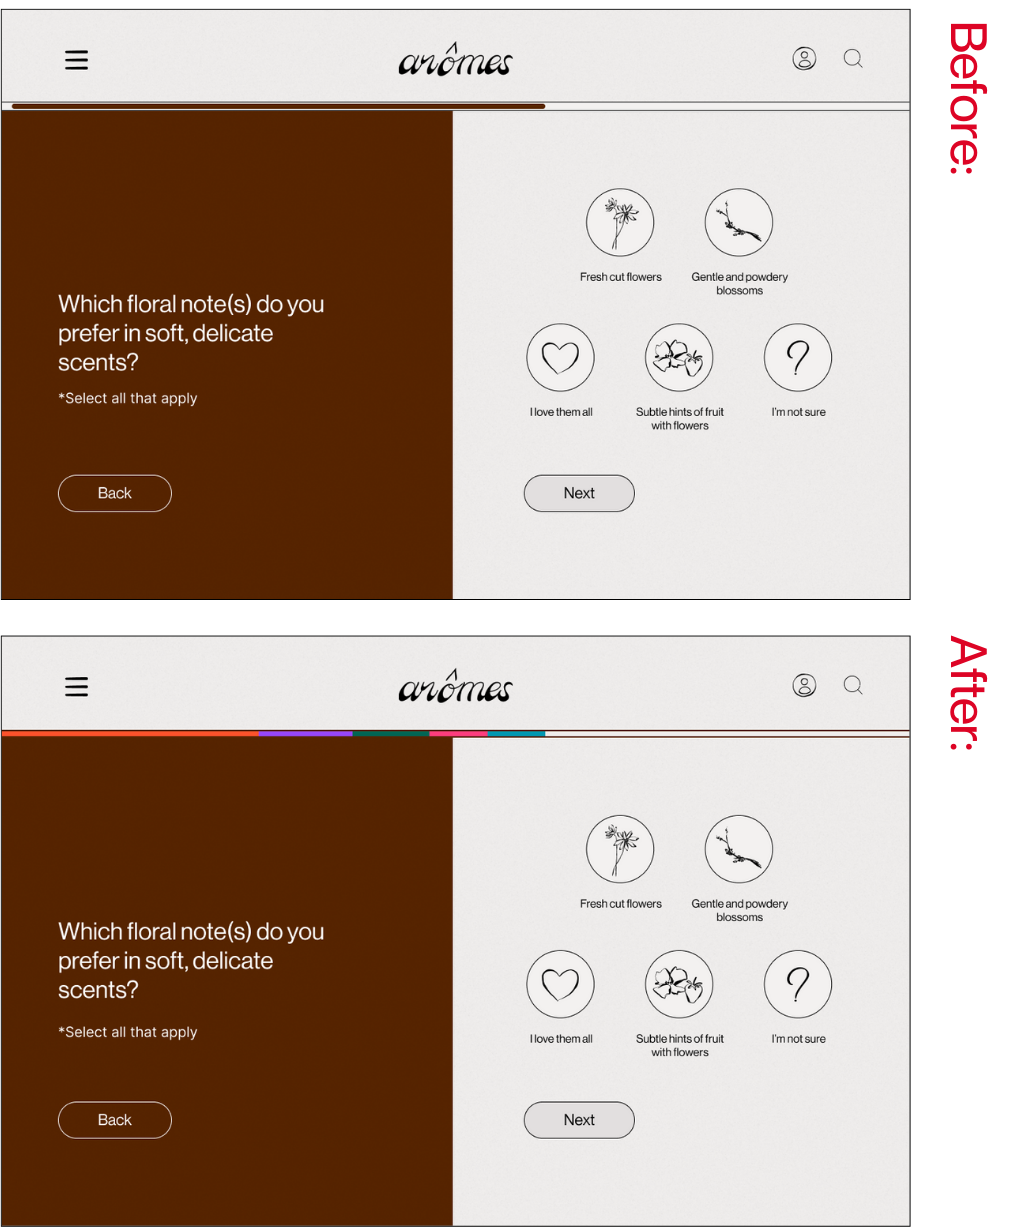 Before:
arômes
Fresh cut flowers
Gentle and powdery
blossoms
Which floral note(s) do you
prefer in soft, delicate
scents?
*Select all that apply
I love them all
Subtle hints of fruit
with flowers
I'm not sure
Back
Next
After:
arômes
Fresh cut flowers
Gentle and powdery
blossoms
Which floral note(s) do you
prefer in soft, delicate
scents?
*Select all that apply
I love them all
Subtle hints of fruit
with flowers
I'm not sure
Back
Next